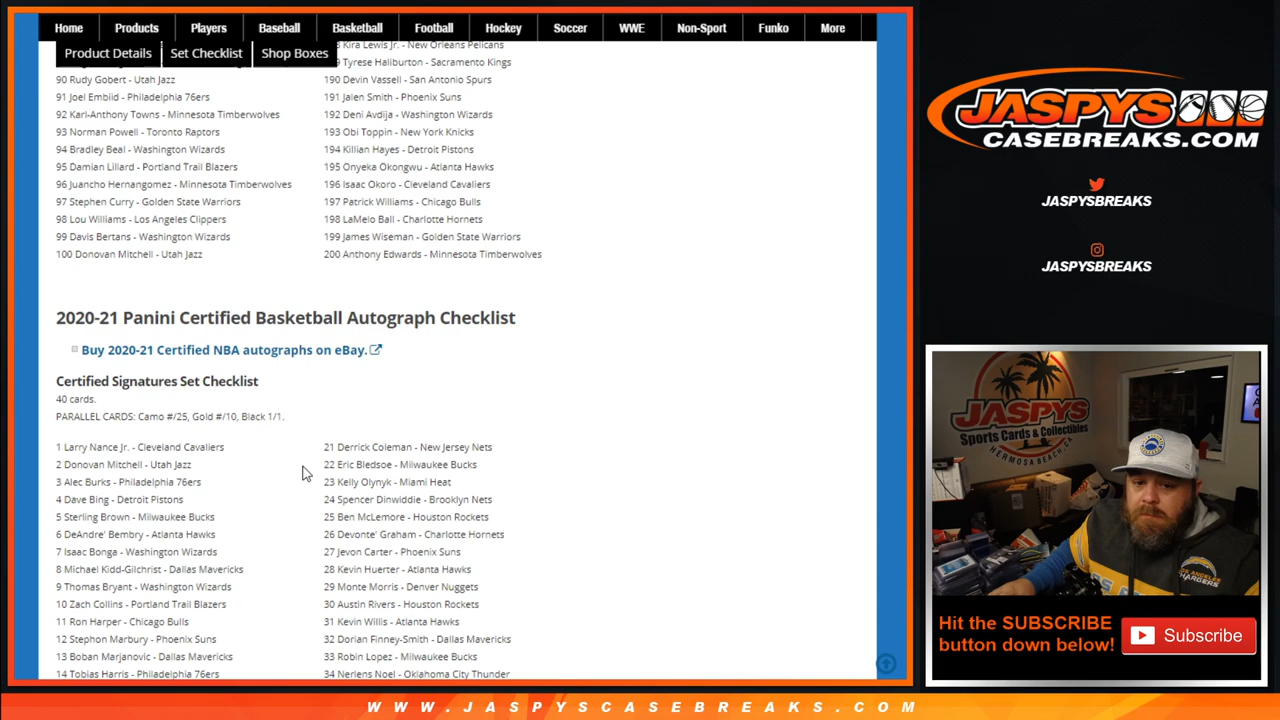 Home Products Players Baseball Basketball Football Hockey Soccer WWE Non-Sport Funko More
Product Details Set Checklist Shop Boxes
Kira Lewis Jr. - New Orleans Pelicans
Tyrese Haliburton - Sacramento Kings
90 Rudy Gobert - Utah Jazz
91 Joel Embiid - Philadelphia 76ers
92 Karl-Anthony Towns - Minnesota Timberwolves
93 Norman Powell - Toronto Raptors
94 Bradley Beal - Washington Wizards
95 Damian Lillard - Portland Trail Blazers
96 Juancho Hernangomez - Minnesota Timberwolves
97 Stephen Curry - Golden State Warriors
98 Lou Williams - Los Angeles Clippers
99 Davis Bertans - Washington Wizards
100 Donovan Mitchell - Utah Jazz
190 Devin Vassell - San Antonio Spurs
191 Jalen Smith - Phoenix Suns
192 Deni Avdija - Washington Wizards
193 Obi Toppin - New York Knicks
194 Killian Hayes - Detroit Pistons
195 Onyeka Okongwu - Atlanta Hawks
196 Isaac Okoro - Cleveland Cavaliers
197 Patrick Williams - Chicago Bulls
198 LaMelo Ball - Charlotte Hornets
199 James Wiseman - Golden State Warriors
200 Anthony Edwards - Minnesota Timberwolves
2020-21 Panini Certified Basketball Autograph Checklist
Buy 2020-21 Certified NBA autographs on eBay.
Certified Signatures Set Checklist
40 cards.
PARALLEL CARDS: Camo #/25, Gold #/10, Black 1/1.
1 Larry Nance Jr. - Cleveland Cavaliers
2 Donovan Mitchell - Utah Jazz
3 Alec Burks - Philadelphia 76ers
4 Dave Bing - Detroit Pistons
5 Sterling Brown - Milwaukee Bucks
6 DeAndre' Bembry - Atlanta Hawks
7 Isaac Bonga - Washington Wizards
8 Michael Kidd-Gilchrist - Dallas Mavericks
9 Thomas Bryant - Washington Wizards
10 Zach Collins - Portland Trail Blazers
11 Ron Harper - Chicago Bulls
12 Stephon Marbury - Phoenix Suns
13 Boban Marjanovic - Dallas Mavericks
14 Tobias Harris - Philadelphia 76ers
21 Derrick Coleman - New Jersey Nets
22 Eric Bledsoe - Milwaukee Bucks
23 Kelly Olynyk - Miami Heat
24 Spencer Dinwiddie - Brooklyn Nets
25 Ben McLemore - Houston Rockets
26 Devonte' Graham - Charlotte Hornets
27 Jevon Carter - Phoenix Suns
28 Kevin Huerter - Atlanta Hawks
29 Monte Morris - Denver Nuggets
30 Austin Rivers - Houston Rockets
31 Kevin Willis - Atlanta Hawks
32 Dorian Finney-Smith - Dallas Mavericks
33 Robin Lopez - Milwaukee Bucks
34 Nerlens Noel - Oklahoma City Thunder
JASPYS
CASEBREAKS.COM
JASPYSBREAKS
JASPYSBREAKS
JASPYS
Sports Cards & Collectibles
HERMOSA BEACH, CA
LOS ANGELES
CHARGERS
Hit the SUBSCRIBE
button down below!
Subscribe
WWW.JASPYSCASEBREAKS.COM